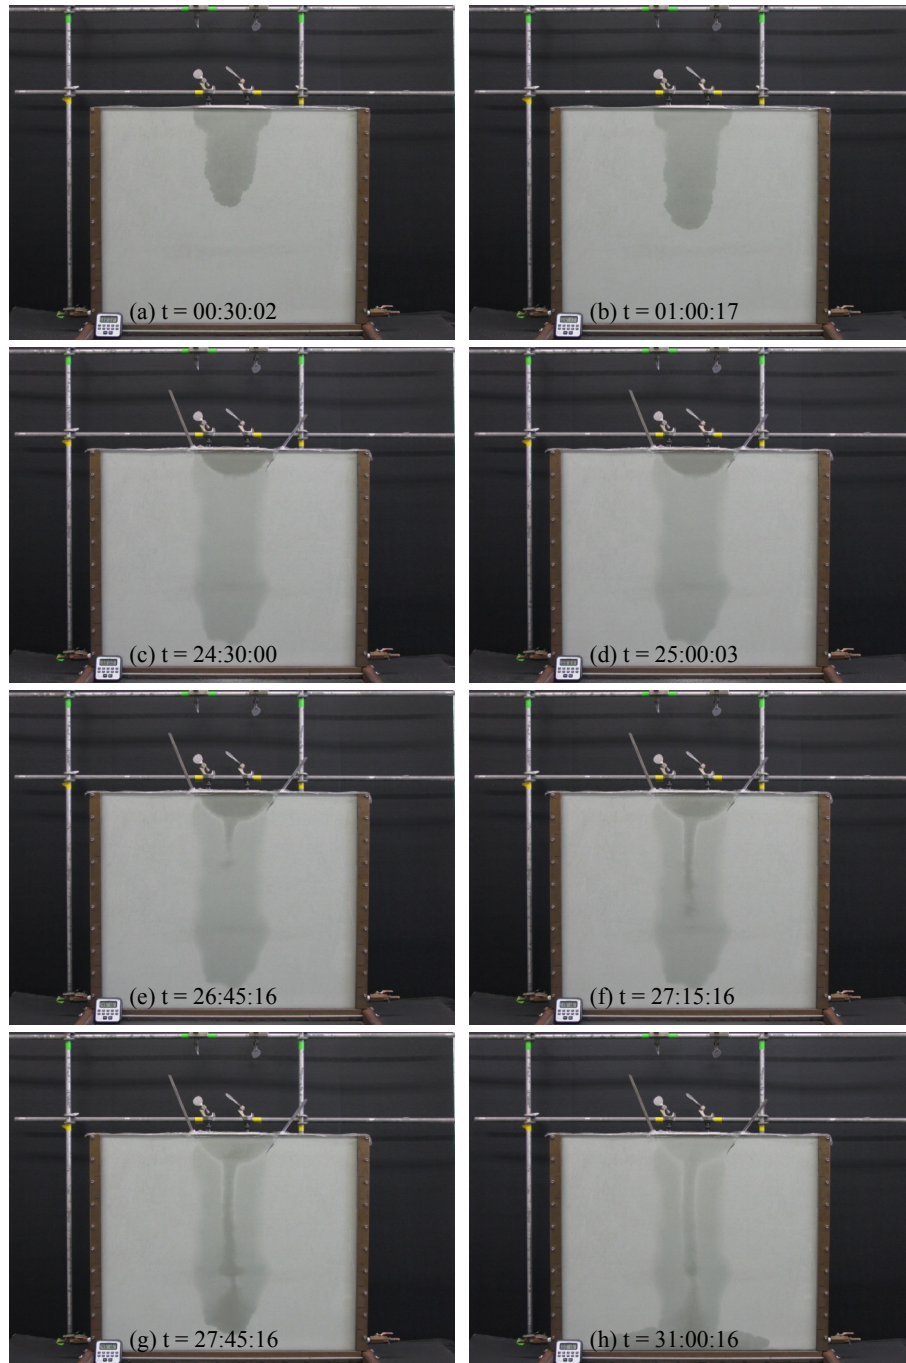 (a) t = 00:30:02
(b) t = 01:00:17
(c) t = 24:30:00
(d) t = 25:00:03
(e) t = 26:45:16
(f) t = 27:15:16
(g) t = 27:45:16
(h) t = 31:00:16